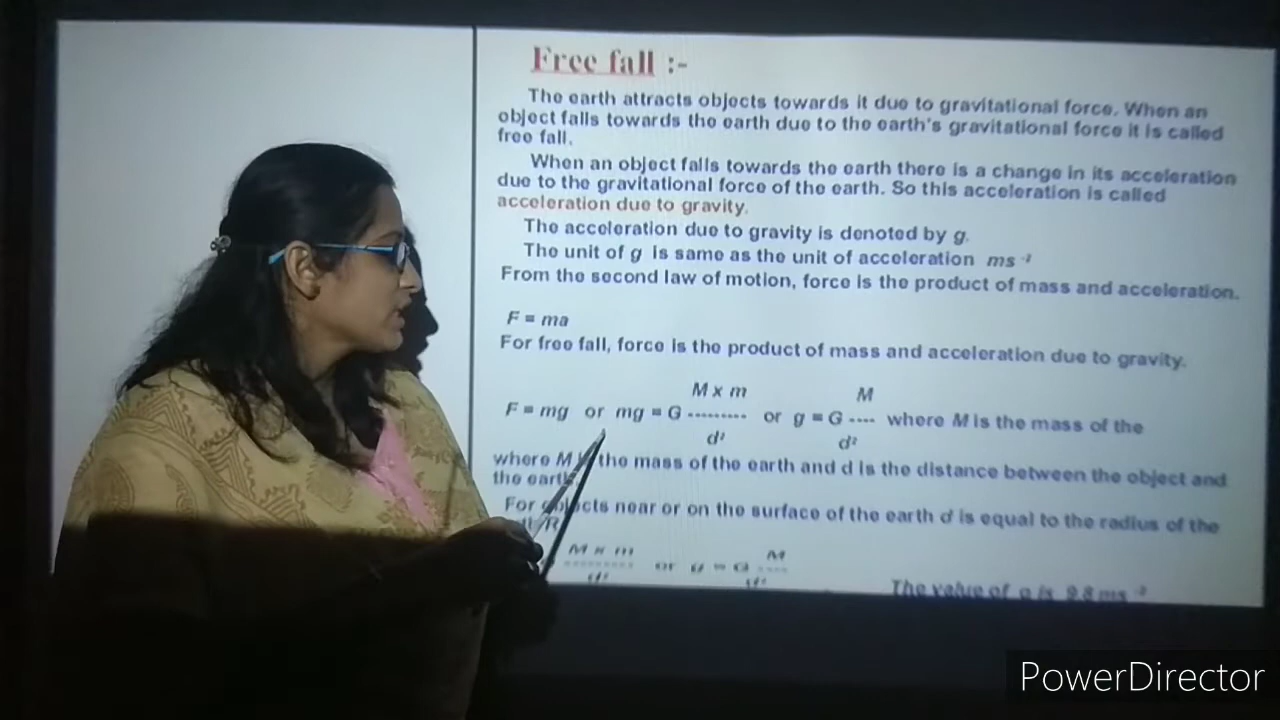 Free fall :-
The earth attracts objects towards it due to gravitational force. When an
object falls towards the earth due to the earth's gravitational force it is called
free fall.
When an object falls towards the earth there is a change in its acceleration
due to the gravitational force of the earth. So this acceleration is called
acceleration due to gravity.
The acceleration due to gravity is denoted by g.
The unit of g is same as the unit of acceleration ms⁻²
From the second law of motion, force is the product of mass and acceleration.
F = ma
For free fall, force is the product of mass and acceleration due to gravity.
M x m M
F = mg or mg = G --------- or g = G ---- where M is the mass of the
d² d²
where M the mass of the earth and d is the distance between the object and
the earth
For objects near or on the surface of the earth d is equal to the radius of the
M x m M
--------- or g = G ----
d² d²
The value of g is 9.8 ms⁻²
PowerDirector